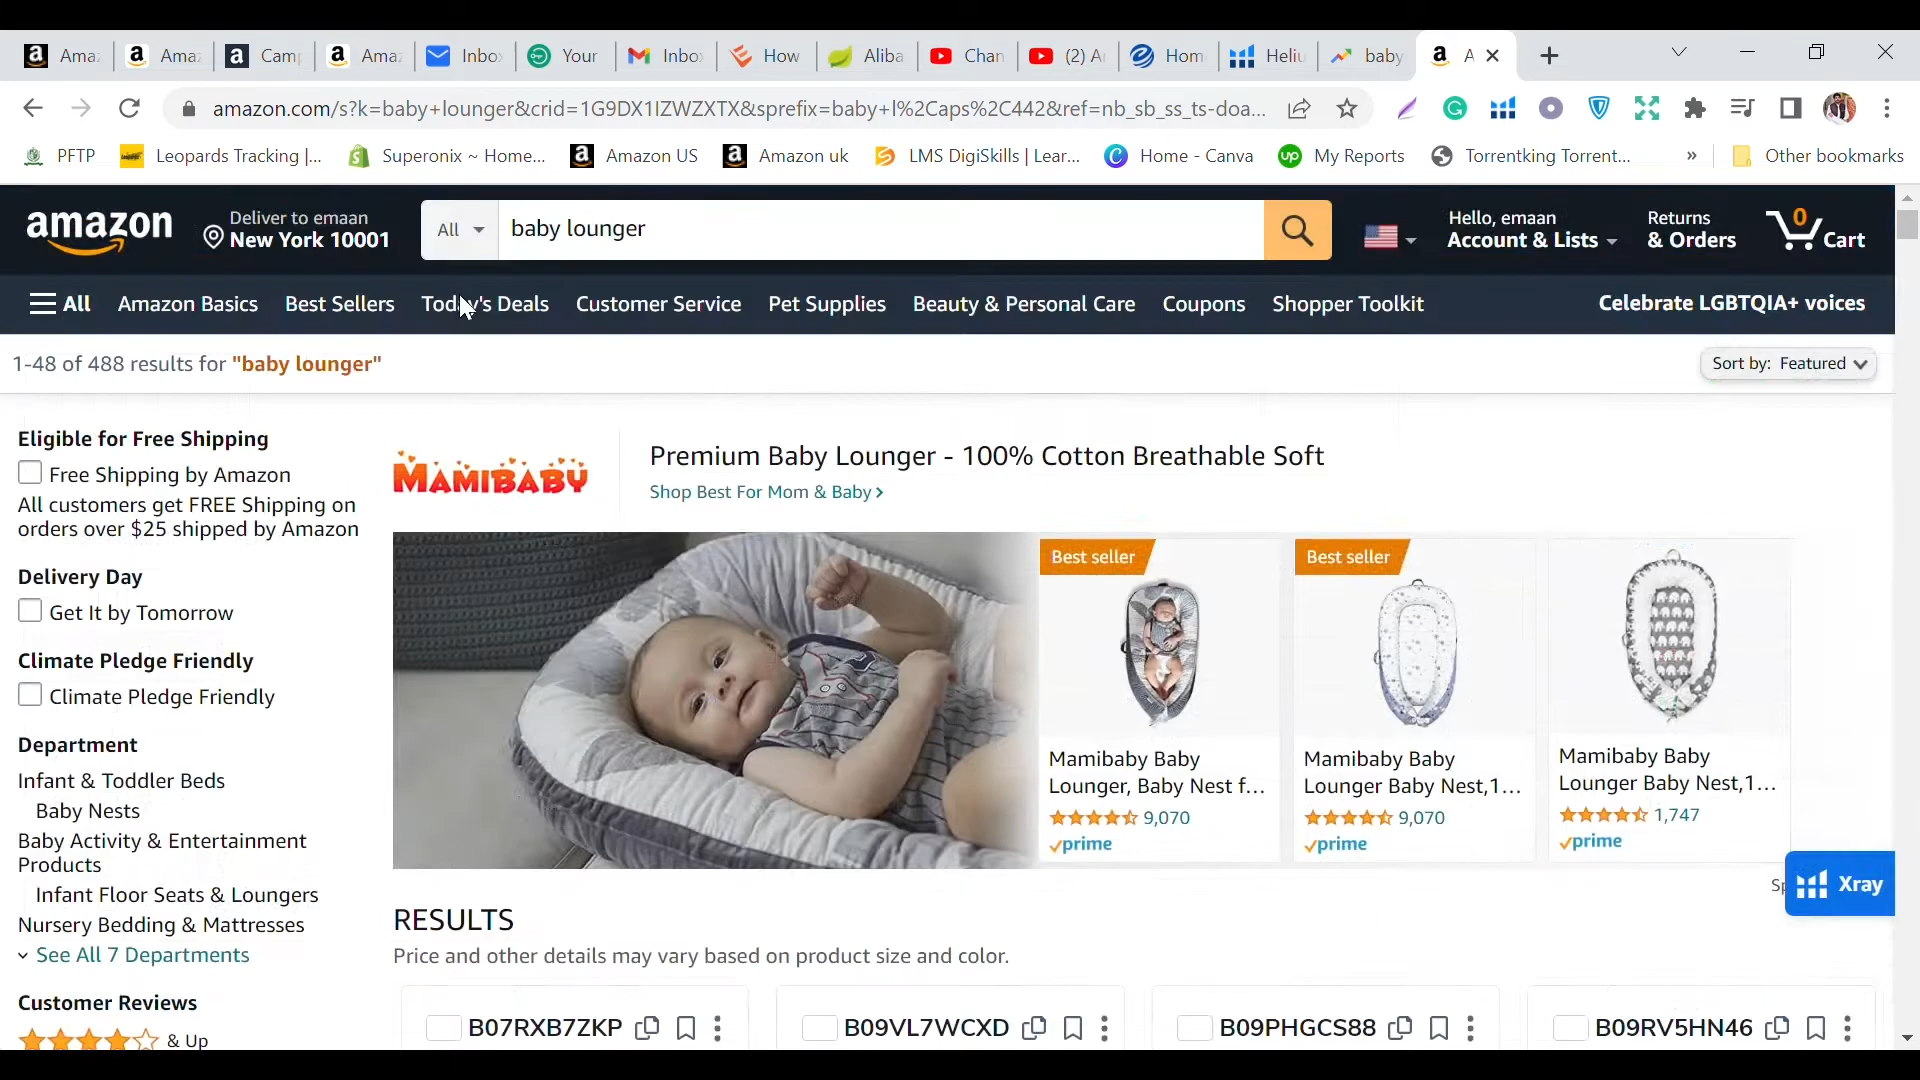 Ama
Ama
Cam
Ama
Inbo
Your
Inbo
How
Aliba
Chan
(2) A
Hom
Heliu
baby
A
amazon.com/s?k=baby+lounger&crid=1G9DX1IZWZXTX&sprefix=baby+l%2Caps%2C442&ref=nb_sb_ss_ts-doa...
PFTP
Leopards Tracking |...
Superonix ~ Home...
Amazon US
Amazon uk
LMS DigiSkills | Lear...
Home - Canva
up My Reports
Torrentking Torrent...
»
Other bookmarks
amazon
Deliver to emaan
New York 10001
All
baby lounger
Hello, emaan
Account & Lists
Returns
& Orders
0
Cart
All
Amazon Basics
Best Sellers
Today's Deals
Customer Service
Pet Supplies
Beauty & Personal Care
Coupons
Shopper Toolkit
Celebrate LGBTQIA+ voices
1-48 of 488 results for "baby lounger"
Sort by: Featured
Eligible for Free Shipping
Free Shipping by Amazon
All customers get FREE Shipping on
orders over $25 shipped by Amazon
Delivery Day
Get It by Tomorrow
Climate Pledge Friendly
Climate Pledge Friendly
Department
Infant & Toddler Beds
Baby Nests
Baby Activity & Entertainment
Products
Infant Floor Seats & Loungers
Nursery Bedding & Mattresses
See All 7 Departments
Customer Reviews
& Up
MAMIBABY
Premium Baby Lounger - 100% Cotton Breathable Soft
Shop Best For Mom & Baby
Best seller
Mamibaby Baby
Lounger, Baby Nest f...
9,070
prime
Best seller
Mamibaby Baby
Lounger Baby Nest,1...
9,070
prime
Mamibaby Baby
Lounger Baby Nest,1...
1,747
prime
Sp
Xray
RESULTS
Price and other details may vary based on product size and color.
B07RXB7ZKP
B09VL7WCXD
B09PHGCS88
B09RV5HN46